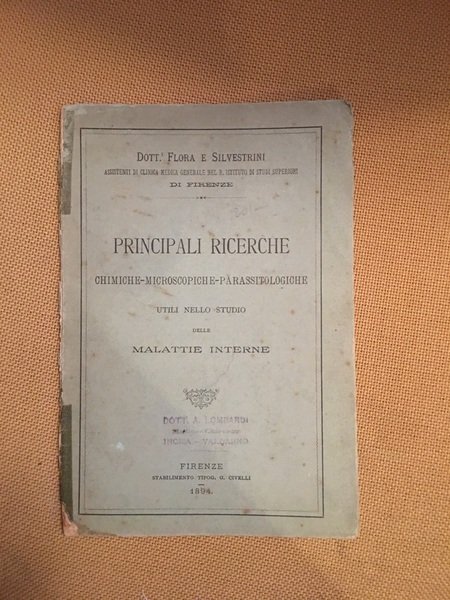 DOTT.ⁱ FLORA E SILVESTRINI
ASSISTENTI DI CLINICA MEDICA GENERALE NEL R. ISTITUTO DI STUDI SUPERIORI
DI FIRENZE
PRINCIPALI RICERCHE
CHIMICHE-MICROSCOPICHE-PARASSITOLOGICHE
UTILI NELLO STUDIO
DELLE
MALATTIE INTERNE
DOTT. A. LOMBARDI
INCISA - VALDARNO
FIRENZE
STABILIMENTO TIPOG. G. CIVELLI
1894.